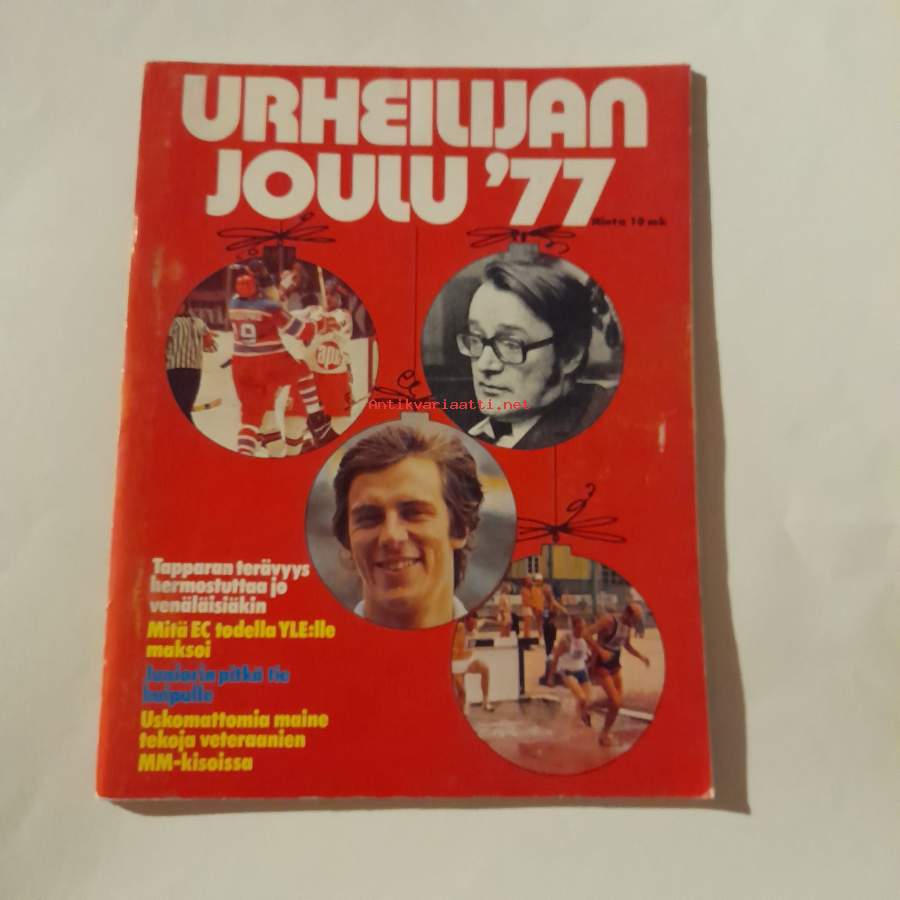 URHEILIJAN
JOULU '77
Hinta 10 mk
19
Antikvariaatti.net
Tapparan terävyys
hermostuttaa jo
venäläisiäkin
Mitä EC todella YLE:lle
maksoi
Juniorin pitkä tie
huipulle
Uskomattomia maine
tekoja veteraanien
MM-kisoissa